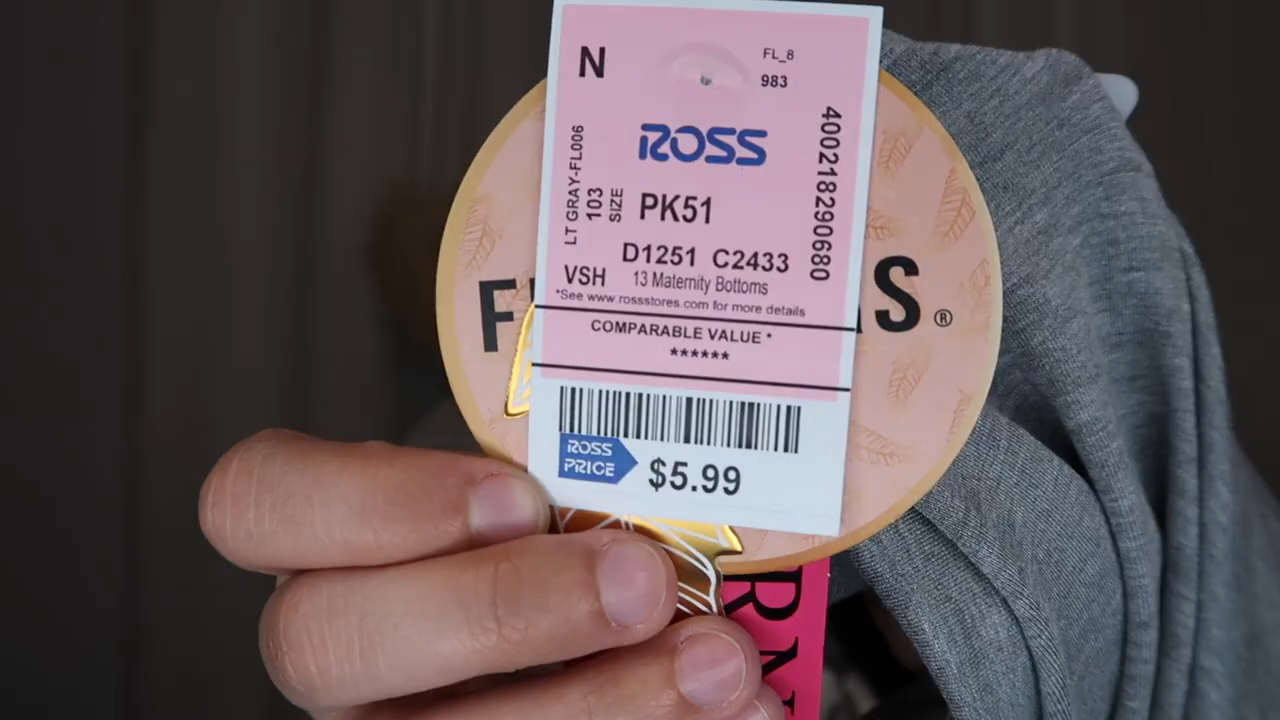 N
FL_8
983
ROSS
LT GRAY-FL006
103
SIZE
PK51
400218290680
D1251 C2433
VSH 13 Maternity Bottoms
*See www.rossstores.com for more details
COMPARABLE VALUE *
******
ROSS
PRICE
$5.99
®